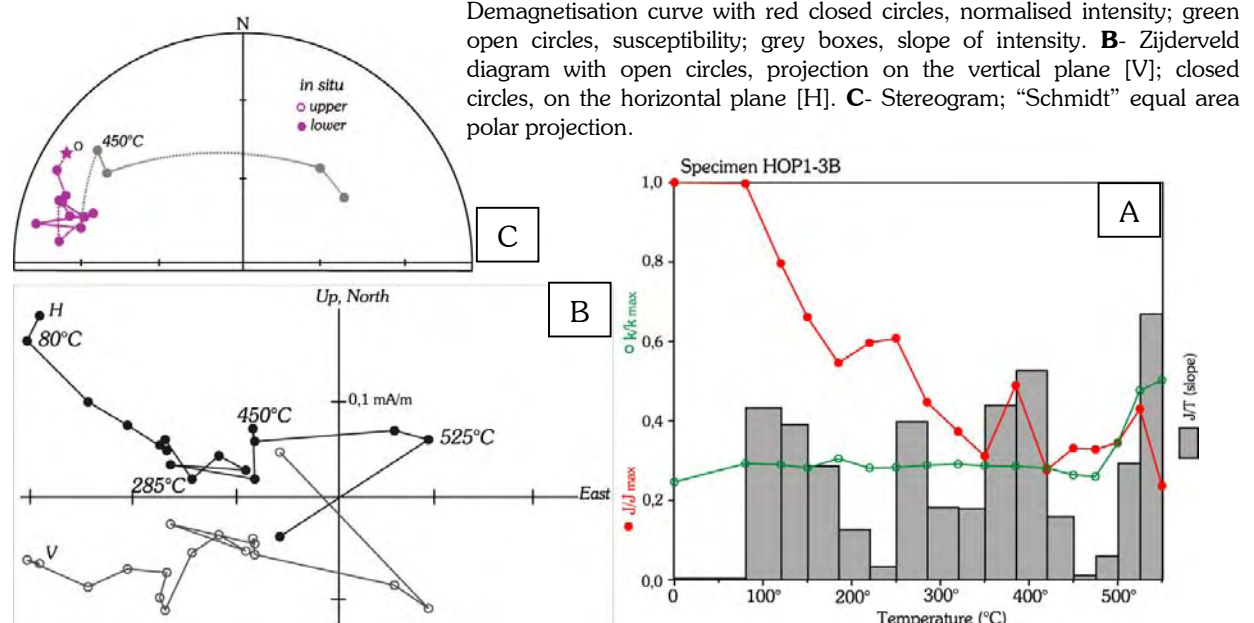 Demagnetisation curve with red closed circles, normalised intensity; green
open circles, susceptibility; grey boxes, slope of intensity. B- Zijderveld
diagram with open circles, projection on the vertical plane [V]; closed
circles, on the horizontal plane [H]. C- Stereogram; “Schmidt” equal area
polar projection.
N
in situ
upper
lower
450°C
C
Up, North
B
H
80°C
0,1 mA/m
450°C
525°C
285°C
East
V
Specimen HOP1-3B
A
1,0
0,8
0,6
0,4
0,2
0,0
k/k max
J/J max
J/T (slope)
0
100°
200°
300°
400°
500°
Temperature (°C)